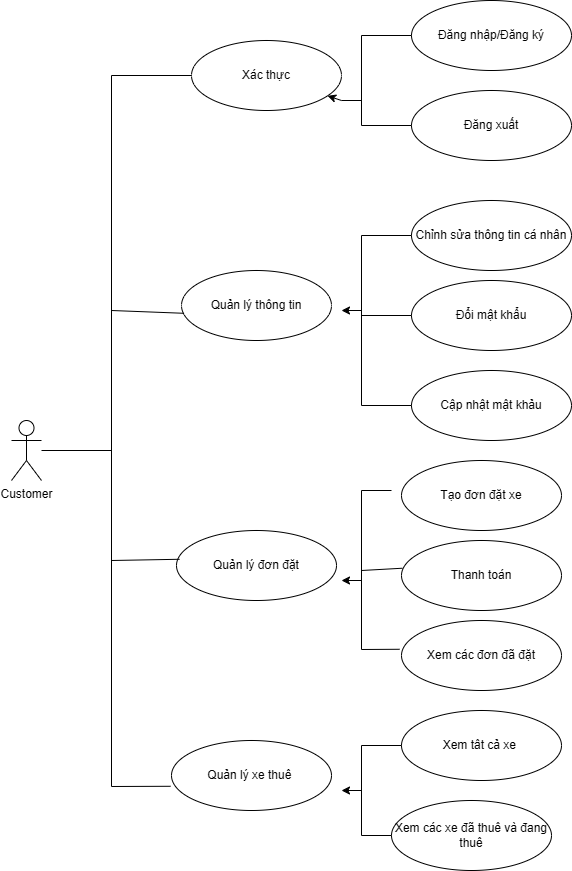 Đăng nhập/Đăng ký
Xác thực
Đăng xuất
Chỉnh sửa thông tin cá nhân
Quản lý thông tin
Đổi mật khẩu
Cập nhật mật khảu
Customer
Tạo đơn đặt xe
Quản lý đơn đặt
Thanh toán
Xem các đơn đã đặt
Xem tât cả xe
Quản lý xe thuê
Xem các xe đã thuê và đang
thuê